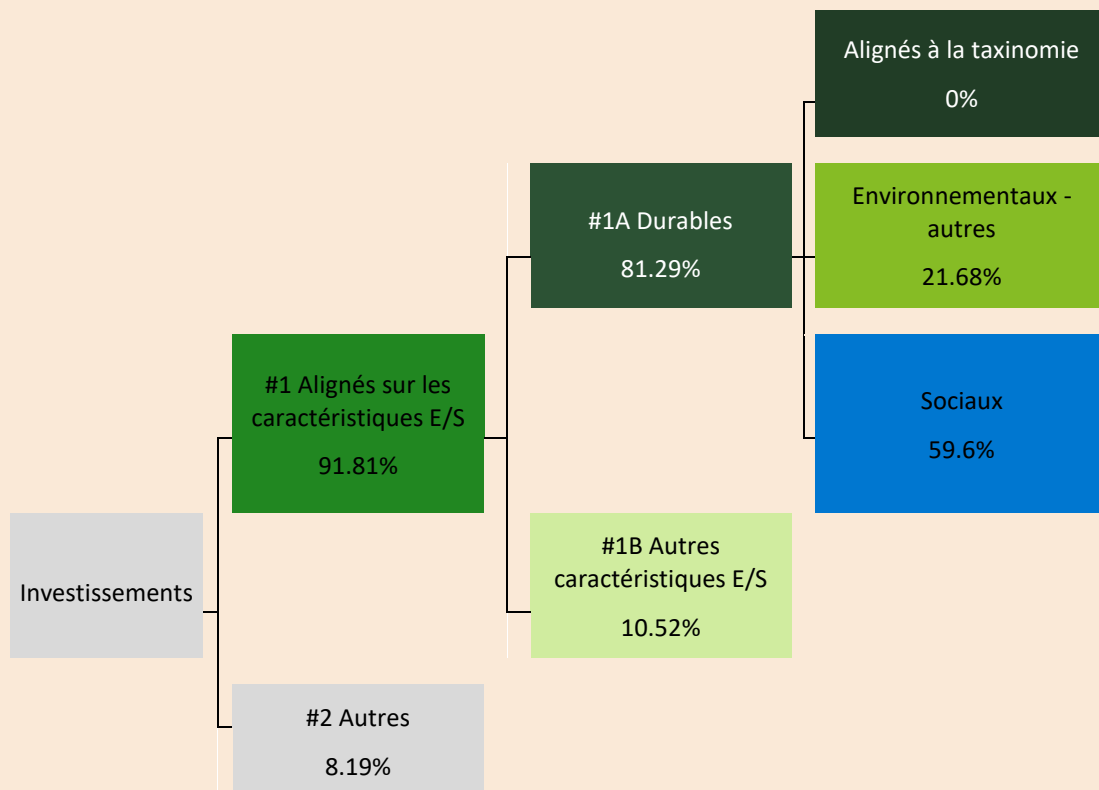 Alignés à la taxinomie
0%
#1A Durables
81.29%
Environnementaux -
autres
21.68%
#1 Alignés sur les
caractéristiques E/S
91.81%
Sociaux
59.6%
Investissements
#1B Autres
caractéristiques E/S
10.52%
#2 Autres
8.19%